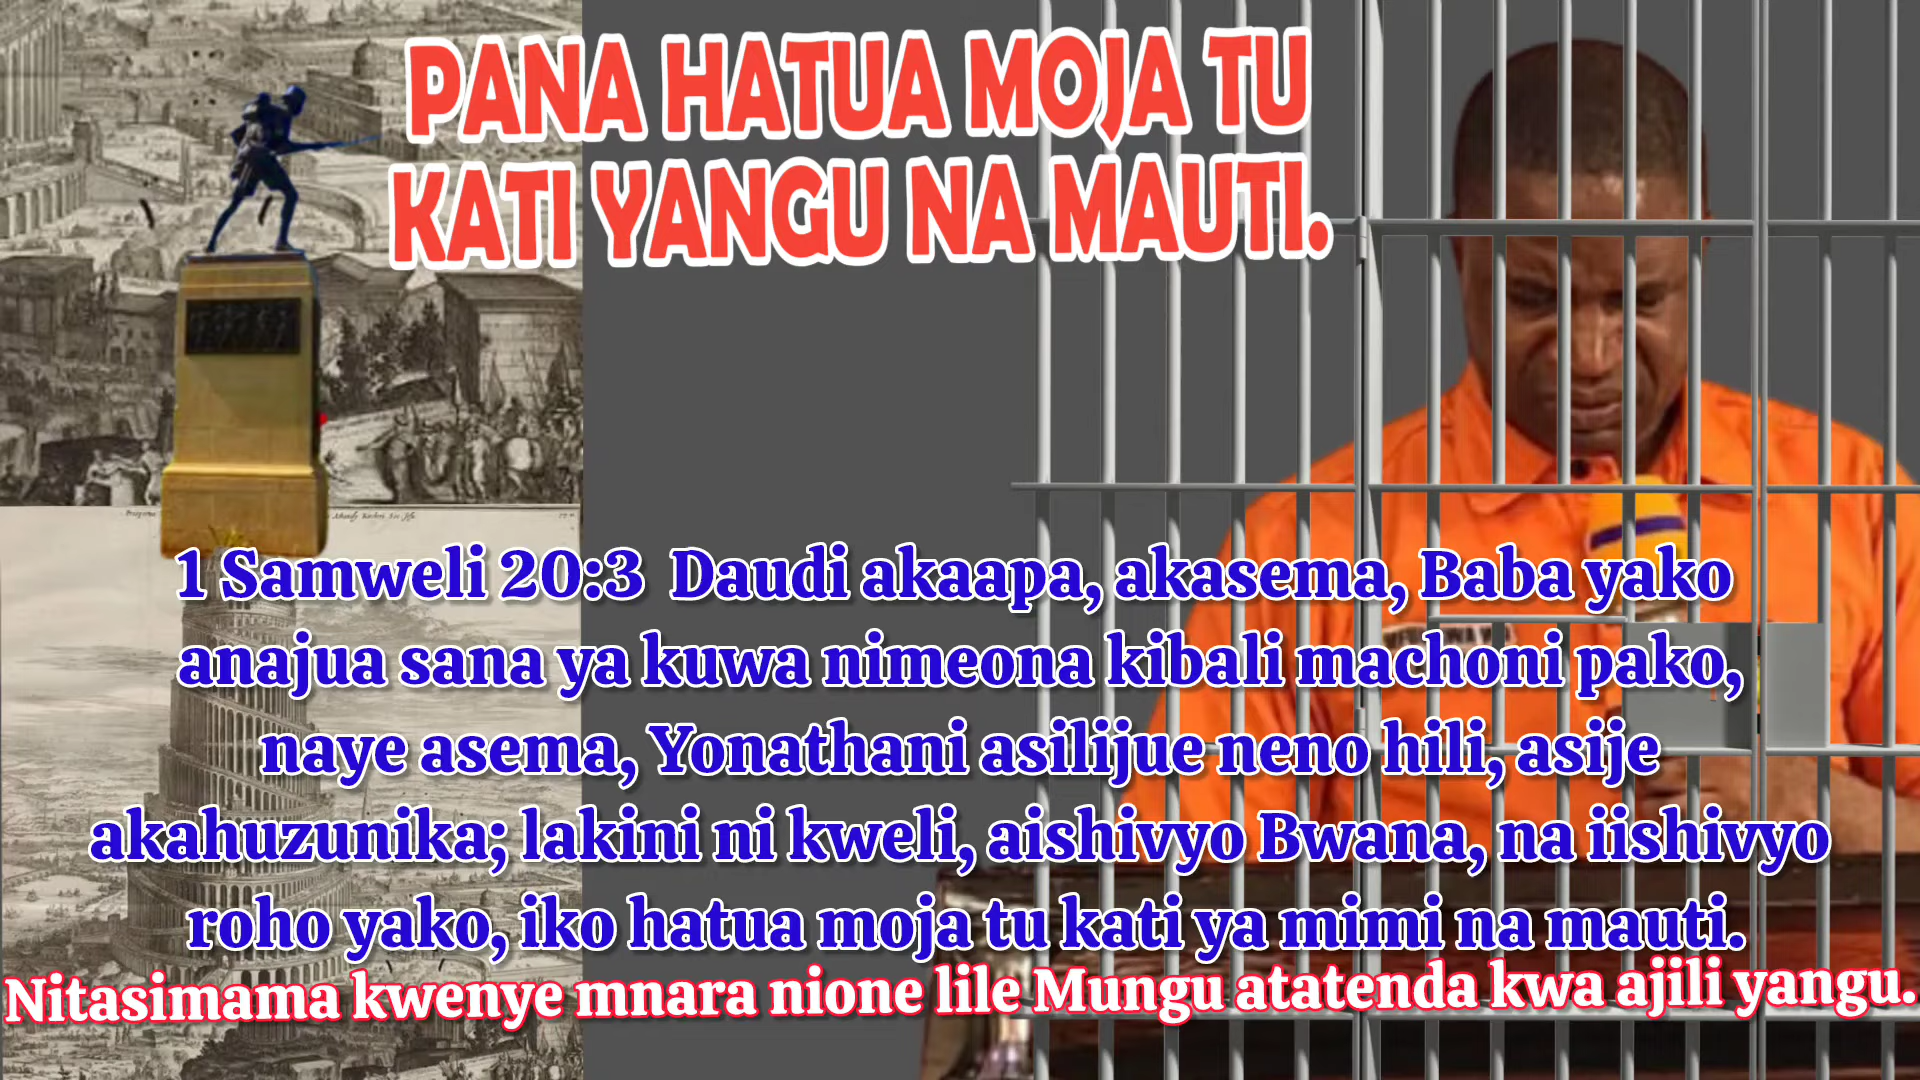 PANA HATUA MOJA TU
KATI YANGU NA MAUTI.
1 Samweli 20:3 Daudi akaapa, akasema, Baba yako
anajua sana ya kuwa nimeona kibali machoni pako,
naye asema, Yonathani asilijue neno hili, asije
akahuzunika; lakini ni kweli, aishivyo Bwana, na iishivyo
roho yako, iko hatua moja tu kati ya mimi na mauti.
Nitasimama kwenye mnara nione lile Mungu atatenda kwa ajili yangu.